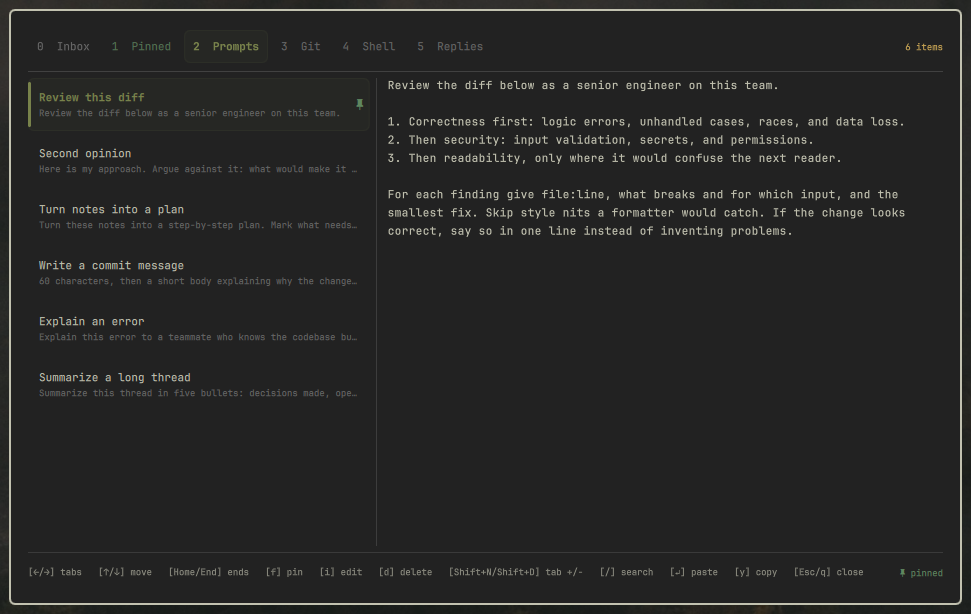 0 Inbox 1 Pinned 2 Prompts 3 Git 4 Shell 5 Replies 6 items
Review this diff
Review the diff below as a senior engineer on this team.
Second opinion
Here is my approach. Argue against it: what would make it …
Turn notes into a plan
Turn these notes into a step-by-step plan. Mark what needs…
Write a commit message
60 characters, then a short body explaining why the change…
Explain an error
Explain this error to a teammate who knows the codebase bu…
Summarize a long thread
Summarize this thread in five bullets: decisions made, ope…
Review the diff below as a senior engineer on this team.
1. Correctness first: logic errors, unhandled cases, races, and data loss.
2. Then security: input validation, secrets, and permissions.
3. Then readability, only where it would confuse the next reader.
For each finding give file:line, what breaks and for which input, and the
smallest fix. Skip style nits a formatter would catch. If the change looks
correct, say so in one line instead of inventing problems.
[←/→] tabs [↑/↓] move [Home/End] ends [f] pin [i] edit [d] delete [Shift+N/Shift+D] tab +/- [/] search [↵] paste [y] copy [Esc/q] close pinned